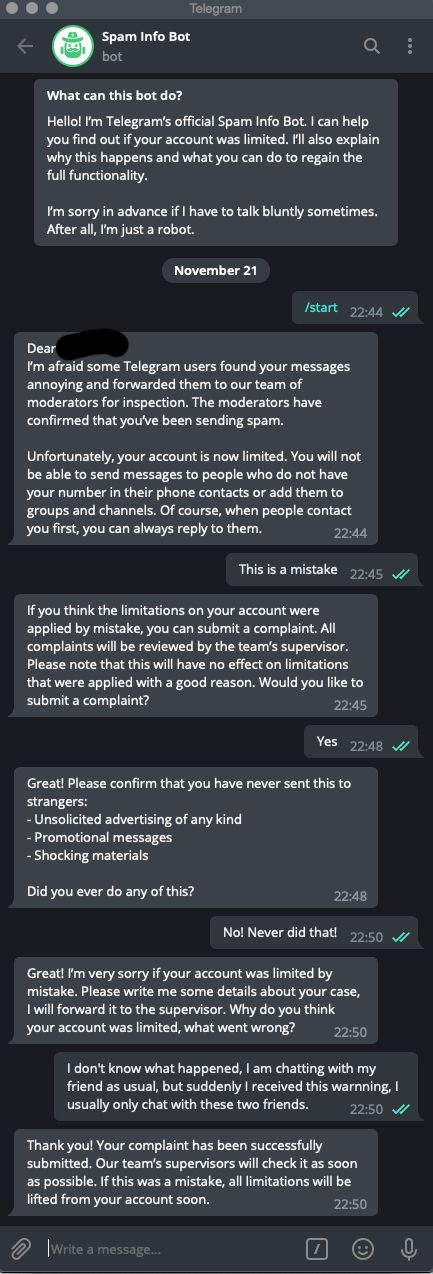 Telegram
Spam Info Bot
bot
What can this bot do?
Hello! I'm Telegram's official Spam Info Bot. I can help
you find out if your account was limited. I'll also explain
why this happens and what you can do to regain the
full functionality.
I'm sorry in advance if I have to talk bluntly sometimes.
After all, I'm just a robot.
November 21
/start 22:44
Dear
I'm afraid some Telegram users found your messages
annoying and forwarded them to our team of
moderators for inspection. The moderators have
confirmed that you've been sending spam.
Unfortunately, your account is now limited. You will not
be able to send messages to people who do not have
your number in their phone contacts or add them to
groups and channels. Of course, when people contact
you first, you can always reply to them. 22:44
This is a mistake 22:45
If you think the limitations on your account were
applied by mistake, you can submit a complaint. All
complaints will be reviewed by the team's supervisor.
Please note that this will have no effect on limitations
that were applied with a good reason. Would you like to
submit a complaint? 22:45
Yes 22:48
Great! Please confirm that you have never sent this to
strangers:
- Unsolicited advertising of any kind
- Promotional messages
- Shocking materials
Did you ever do any of this? 22:48
No! Never did that! 22:50
Great! I'm very sorry if your account was limited by
mistake. Please write me some details about your case,
I will forward it to the supervisor. Why do you think
your account was limited, what went wrong? 22:50
I don't know what happened, I am chatting with my
friend as usual, but suddenly I received this warnning, I
usually only chat with these two friends. 22:50
Thank you! Your complaint has been successfully
submitted. Our team's supervisors will check it as soon
as possible. If this was a mistake, all limitations will be
lifted from your account soon. 22:50
Write a message...